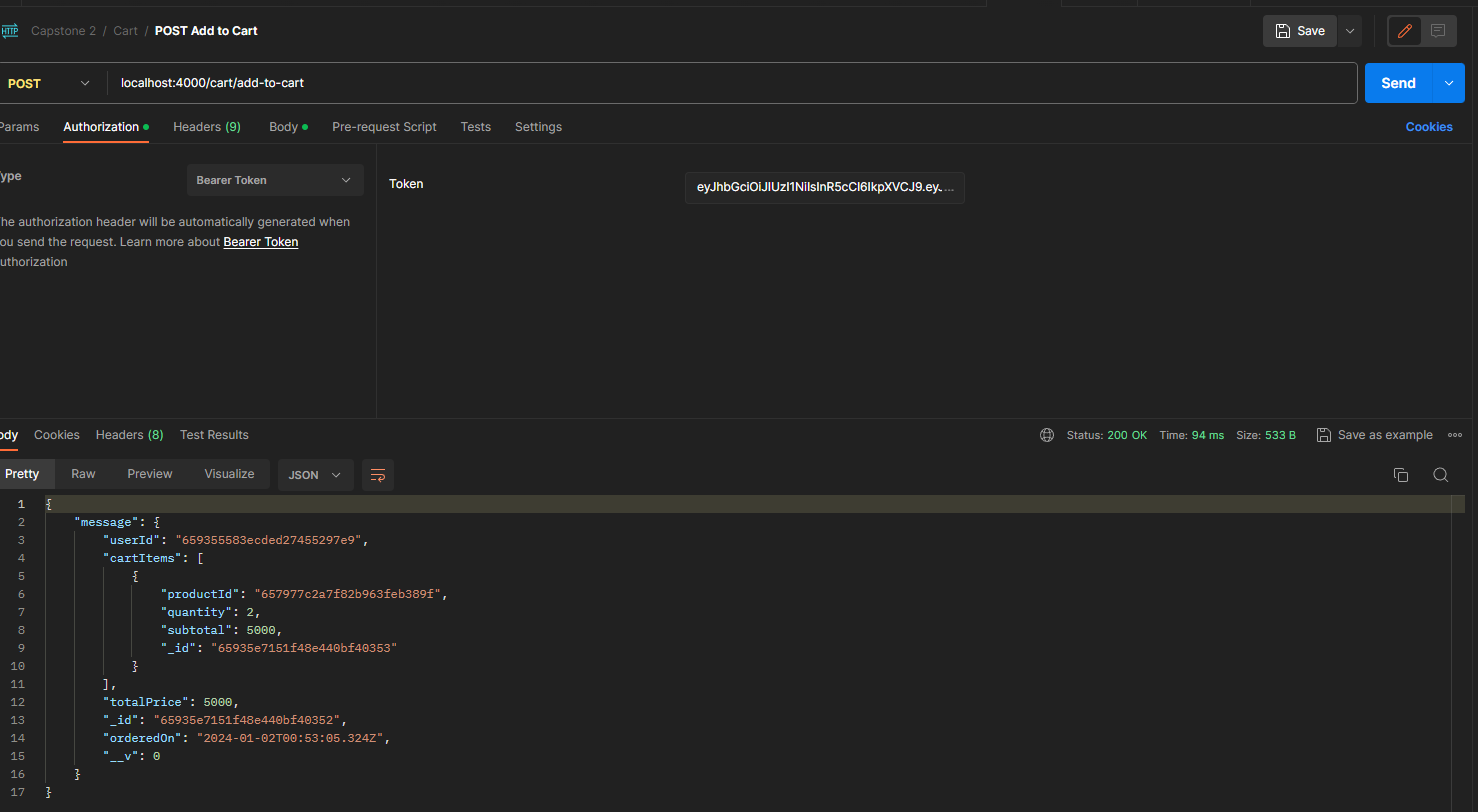 HTTP Capstone 2 / Cart / POST Add to Cart Save
POST localhost:4000/cart/add-to-cart Send
Params Authorization Headers (9) Body Pre-request Script Tests Settings Cookies
ype Bearer Token Token eyJhbGciOiJIUzI1NiIsInR5cCI6IkpXVCJ9.eyJ...
he authorization header will be automatically generated when
ou send the request. Learn more about Bearer Token
uthorization
ody Cookies Headers (8) Test Results Status: 200 OK Time: 94 ms Size: 533 B Save as example
Pretty Raw Preview Visualize JSON
1 {
2 "message": {
3 "userId": "659355583ecded27455297e9",
4 "cartItems": [
5 {
6 "productId": "657977c2a7f82b963feb389f",
7 "quantity": 2,
8 "subtotal": 5000,
9 "_id": "65935e7151f48e440bf40353"
10 }
11 ],
12 "totalPrice": 5000,
13 "_id": "65935e7151f48e440bf40352",
14 "orderedOn": "2024-01-02T00:53:05.324Z",
15 "__v": 0
16 }
17 }